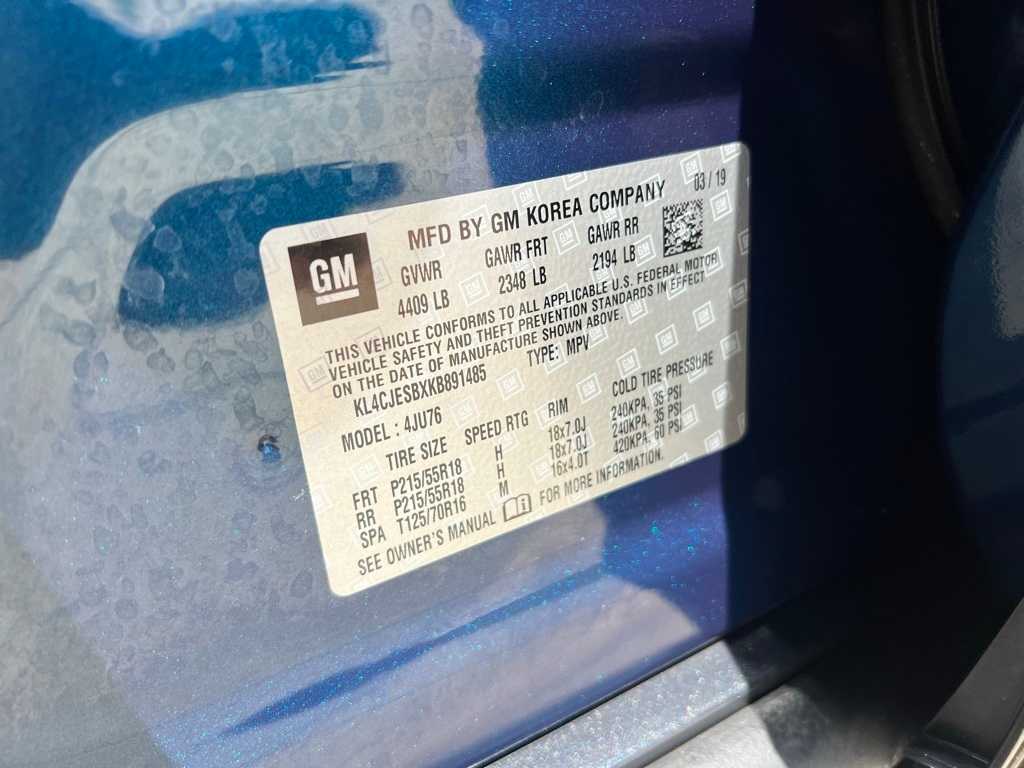 GM
MFD BY GM KOREA COMPANY 03 / 19
GVWR GAWR FRT GAWR RR
4409 LB 2348 LB 2194 LB
THIS VEHICLE CONFORMS TO ALL APPLICABLE U.S. FEDERAL MOTOR
VEHICLE SAFETY AND THEFT PREVENTION STANDARDS IN EFFECT
ON THE DATE OF MANUFACTURE SHOWN ABOVE.
KL4CJESBXKB891485 TYPE: MPV
MODEL : 4JU76
TIRE SIZE SPEED RTG RIM COLD TIRE PRESSURE
FRT P215/55R18 H 18x7.0J 240KPA, 35 PSI
RR P215/55R18 H 18x7.0J 240KPA, 35 PSI
SPA T125/70R16 M 16x4.0T 420KPA, 60 PSI
SEE OWNER'S MANUAL FOR MORE INFORMATION.